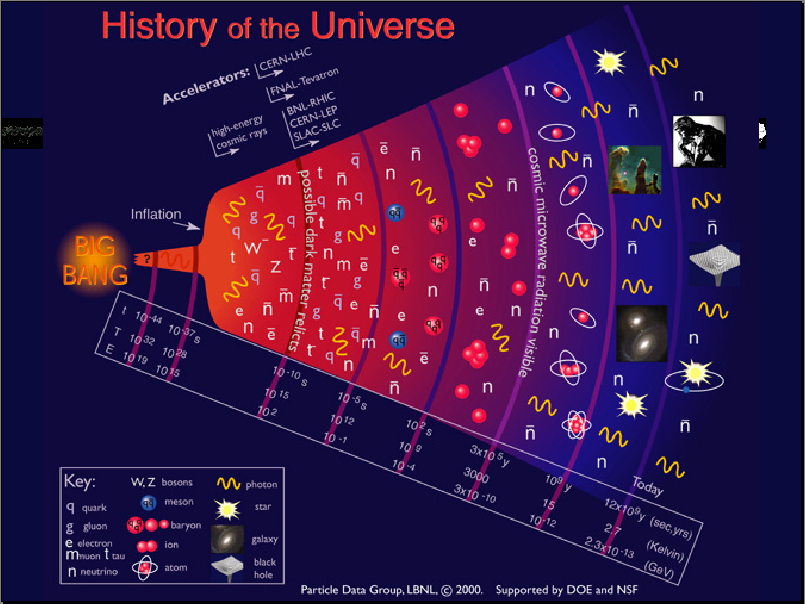 History of the Universe
Accelerators:
CERN-LHC
FNAL-Tevatron
BNL-RHIC
CERN-LEP
SLAC-SLC
high-energy
cosmic rays
Inflation
BIG
BANG
?
possible dark matter relicts
cosmic microwave radiation visible
t 10⁻⁴⁴ 10⁻³⁷s 10⁻¹⁰s 10⁻⁵s 10²s 3x10⁵y 10⁹y 12x10⁹y (sec,yrs)
T 10³² 10²⁸ 10¹⁵ 10¹² 10⁹ 3000 15 2.7 (Kelvin)
E 10¹⁹ 10¹⁵ 10² 10⁻¹ 10⁻⁴ 3x10⁻¹⁰ 10⁻¹² 2.3x10⁻¹³ (GeV)
Today
Key:
q quark
g gluon
e electron
m muon t tau
n neutrino
W, Z bosons
meson
baryon
ion
atom
photon
star
galaxy
black
hole
Particle Data Group, LBNL, © 2000. Supported by DOE and NSF